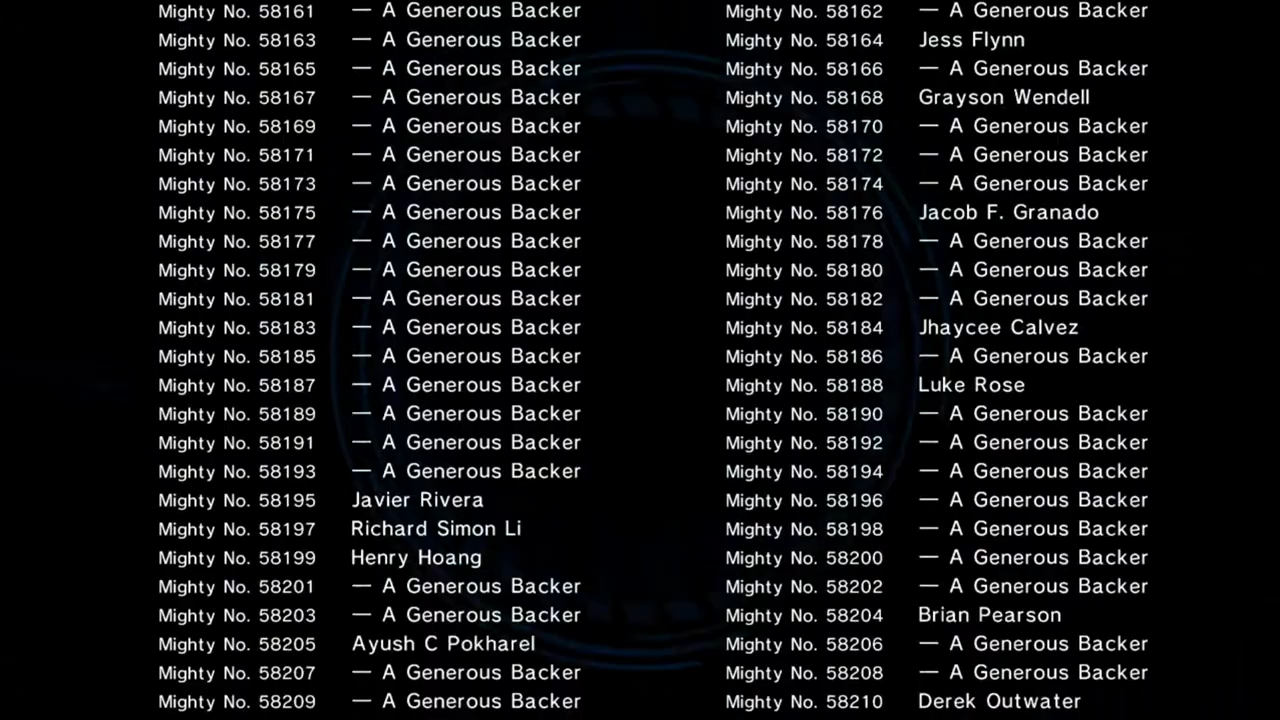 Mighty No. 58161 — A Generous Backer Mighty No. 58162 — A Generous Backer
Mighty No. 58163 — A Generous Backer Mighty No. 58164 Jess Flynn
Mighty No. 58165 — A Generous Backer Mighty No. 58166 — A Generous Backer
Mighty No. 58167 — A Generous Backer Mighty No. 58168 Grayson Wendell
Mighty No. 58169 — A Generous Backer Mighty No. 58170 — A Generous Backer
Mighty No. 58171 — A Generous Backer Mighty No. 58172 — A Generous Backer
Mighty No. 58173 — A Generous Backer Mighty No. 58174 — A Generous Backer
Mighty No. 58175 — A Generous Backer Mighty No. 58176 Jacob F. Granado
Mighty No. 58177 — A Generous Backer Mighty No. 58178 — A Generous Backer
Mighty No. 58179 — A Generous Backer Mighty No. 58180 — A Generous Backer
Mighty No. 58181 — A Generous Backer Mighty No. 58182 — A Generous Backer
Mighty No. 58183 — A Generous Backer Mighty No. 58184 Jhaycee Calvez
Mighty No. 58185 — A Generous Backer Mighty No. 58186 — A Generous Backer
Mighty No. 58187 — A Generous Backer Mighty No. 58188 Luke Rose
Mighty No. 58189 — A Generous Backer Mighty No. 58190 — A Generous Backer
Mighty No. 58191 — A Generous Backer Mighty No. 58192 — A Generous Backer
Mighty No. 58193 — A Generous Backer Mighty No. 58194 — A Generous Backer
Mighty No. 58195 Javier Rivera Mighty No. 58196 — A Generous Backer
Mighty No. 58197 Richard Simon Li Mighty No. 58198 — A Generous Backer
Mighty No. 58199 Henry Hoang Mighty No. 58200 — A Generous Backer
Mighty No. 58201 — A Generous Backer Mighty No. 58202 — A Generous Backer
Mighty No. 58203 — A Generous Backer Mighty No. 58204 Brian Pearson
Mighty No. 58205 Ayush C Pokharel Mighty No. 58206 — A Generous Backer
Mighty No. 58207 — A Generous Backer Mighty No. 58208 — A Generous Backer
Mighty No. 58209 — A Generous Backer Mighty No. 58210 Derek Outwater